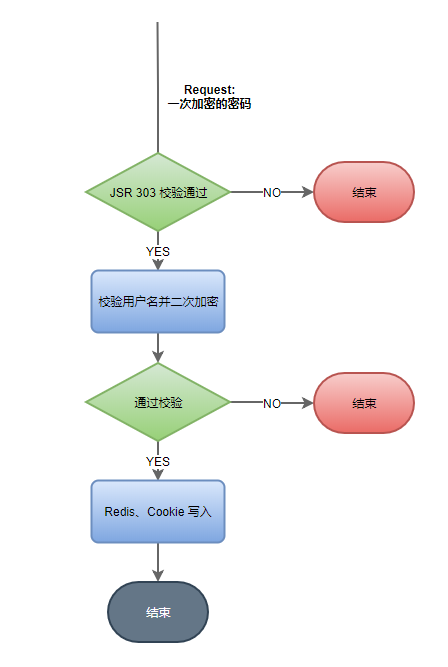 Request:
一次加密的密码
JSR 303 校验通过
NO
结束
YES
校验用户名并二次加密
通过校验
NO
结束
YES
Redis、Cookie 写入
结束